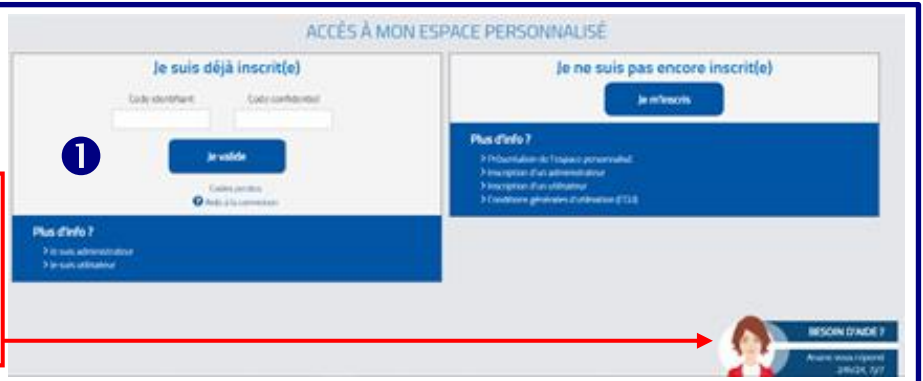 ACCÈS À MON ESPACE PERSONNALISÉ
Je suis déjà inscrit(e)
Code identifiant
Code confidentiel
1
Je valide
Codes perdus
? Aide à la connexion
Plus d'info ?
> Je suis administrateur
> Je suis utilisateur
Je ne suis pas encore inscrit(e)
Je m'inscris
Plus d'info ?
> Présentation de l'espace personnalisé
> Inscription d'un administrateur
> Inscription d'un utilisateur
> Conditions générales d'utilisation (CGU)
BESOIN D'AIDE ?
vous répond
24h/24, 7j/7